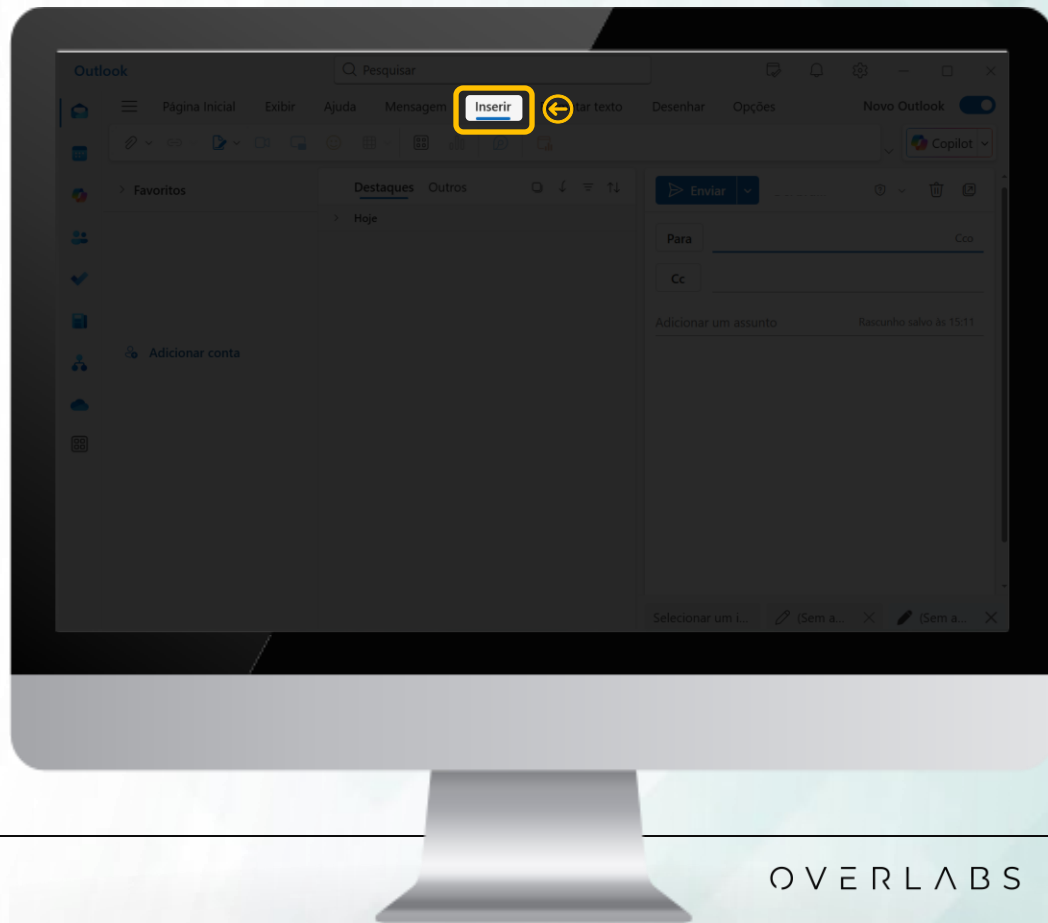 Outlook
Pesquisar
Página Inicial Exibir Ajuda Mensagem Inserir tar texto Desenhar Opções Novo Outlook
Copilot
Favoritos
Destaques Outros
Enviar
Hoje
Para
Cco
Cc
Adicionar um assunto
Rascunho salvo às 15:11
Adicionar conta
Selecionar um i... (Sem a... (Sem a...
OVERLABS